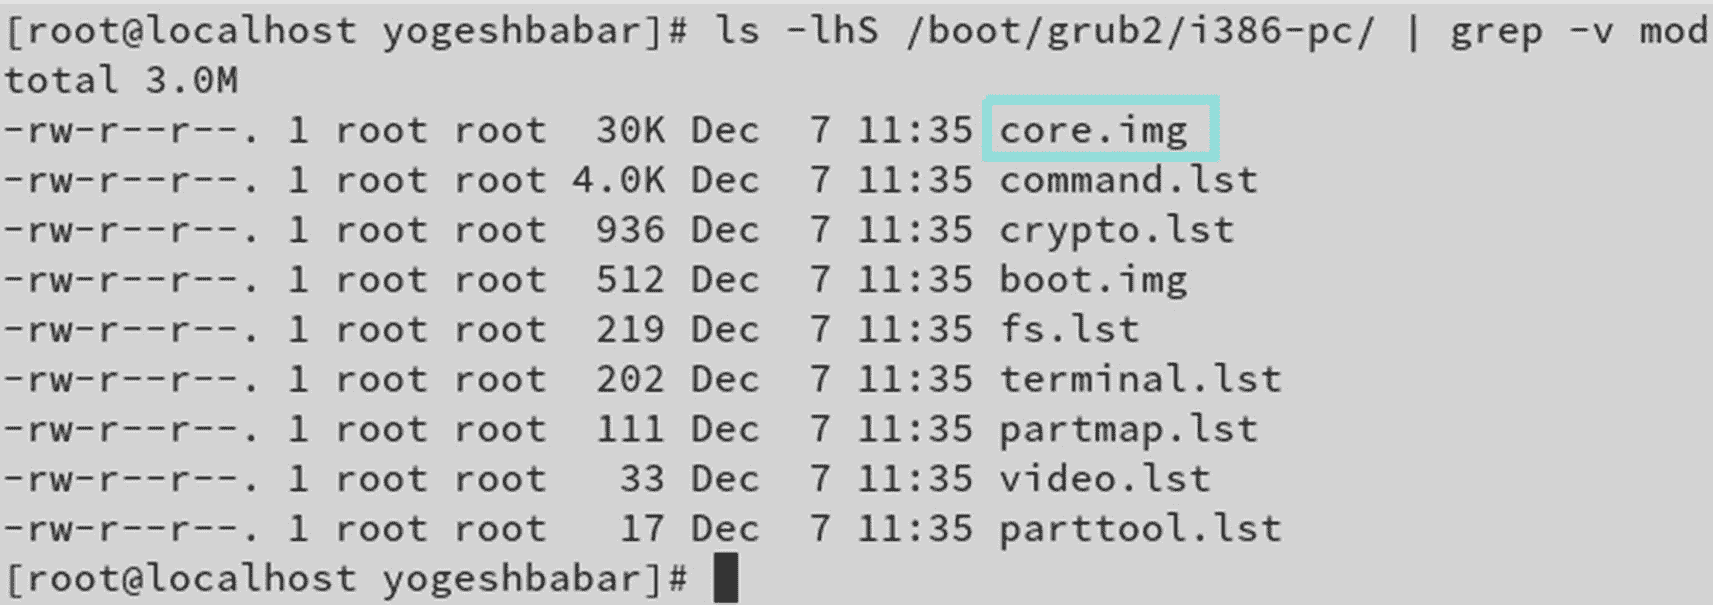 [root@localhost yogeshbabar]# ls -lhS /boot/grub2/i386-pc/ | grep -v mod
total 3.0M
-rw-r--r--. 1 root root  30K Dec  7 11:35 core.img
-rw-r--r--. 1 root root 4.0K Dec  7 11:35 command.lst
-rw-r--r--. 1 root root  936 Dec  7 11:35 crypto.lst
-rw-r--r--. 1 root root  512 Dec  7 11:35 boot.img
-rw-r--r--. 1 root root  219 Dec  7 11:35 fs.lst
-rw-r--r--. 1 root root  202 Dec  7 11:35 terminal.lst
-rw-r--r--. 1 root root  111 Dec  7 11:35 partmap.lst
-rw-r--r--. 1 root root   33 Dec  7 11:35 video.lst
-rw-r--r--. 1 root root   17 Dec  7 11:35 parttool.lst
[root@localhost yogeshbabar]#